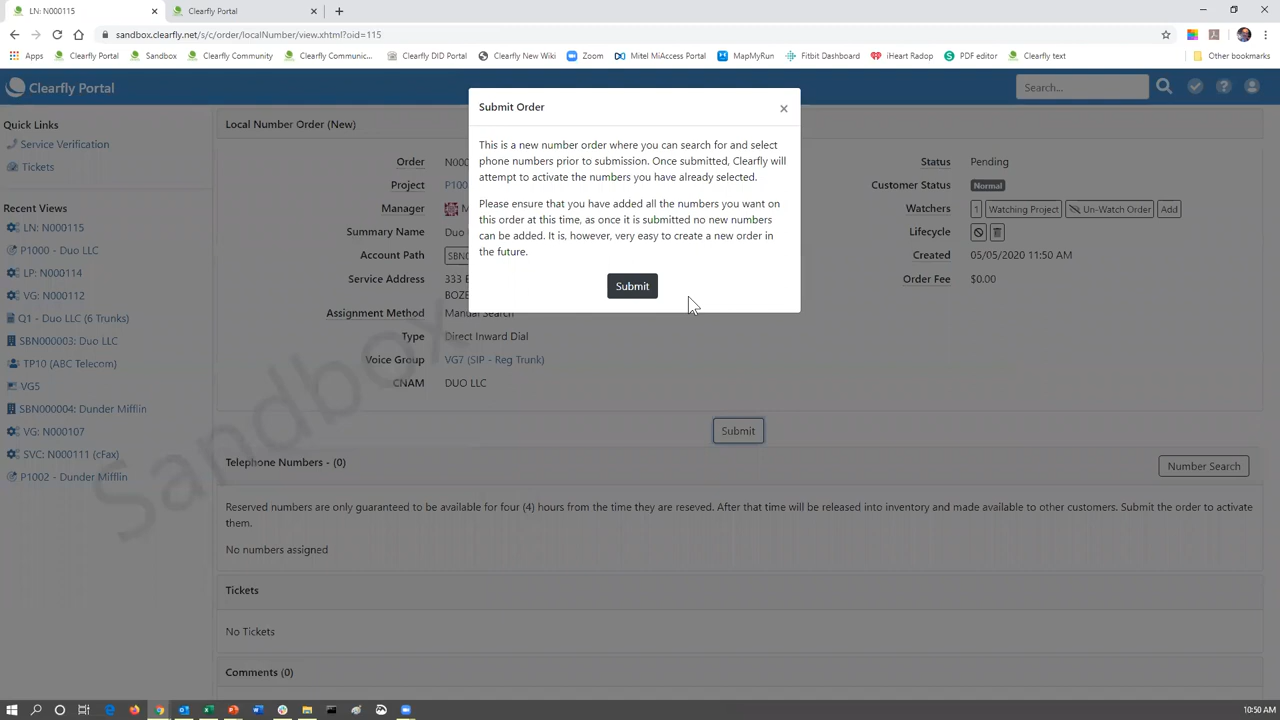 LN: N000115
Clearfly Portal
sandbox.clearfly.net/s/c/order/localNumber/view.xhtml?oid=115
Apps
Clearfly Portal
Sandbox
Clearfly Community
Clearfly Communic...
Clearfly DID Portal
Clearfly New Wiki
Zoom
Mitel MiAccess Portal
MapMyRun
Fitbit Dashboard
iHeart Radop
PDF editor
Clearfly text
Other bookmarks
Clearfly Portal
Search...
Quick Links
Service Verification
Tickets
Recent Views
LN: N000115
P1000 - Duo LLC
LP: N000114
VG: N000112
Q1 - Duo LLC (6 Trunks)
SBN000003: Duo LLC
TP10 (ABC Telecom)
VG5
SBN000004: Dunder Mifflin
VG: N000107
SVC: N000111 (cFax)
P1002 - Dunder Mifflin
Local Number Order (New)
Order N00
Project P100
Manager M
Summary Name Duo
Account Path SBN0
Service Address 333 E
BOZE
Assignment Method Manual Search
Type Direct Inward Dial
Voice Group VG7 (SIP - Reg Trunk)
CNAM DUO LLC
Status Pending
Customer Status Normal
Watchers 1 Watching Project Un-Watch Order Add
Lifecycle
Created 05/05/2020 11:50 AM
Order Fee $0.00
Submit Order
×
This is a new number order where you can search for and select
phone numbers prior to submission. Once submitted, Clearfly will
attempt to activate the numbers you have already selected.
Please ensure that you have added all the numbers you want on
this order at this time, as once it is submitted no new numbers
can be added. It is, however, very easy to create a new order in
the future.
Submit
Submit
Telephone Numbers - (0)
Number Search
Reserved numbers are only guaranteed to be available for four (4) hours from the time they are reseved. After that time will be released into inventory and made available to other customers. Submit the order to activate
them.
No numbers assigned
Tickets
No Tickets
Comments (0)
Sandbox
10:50 AM